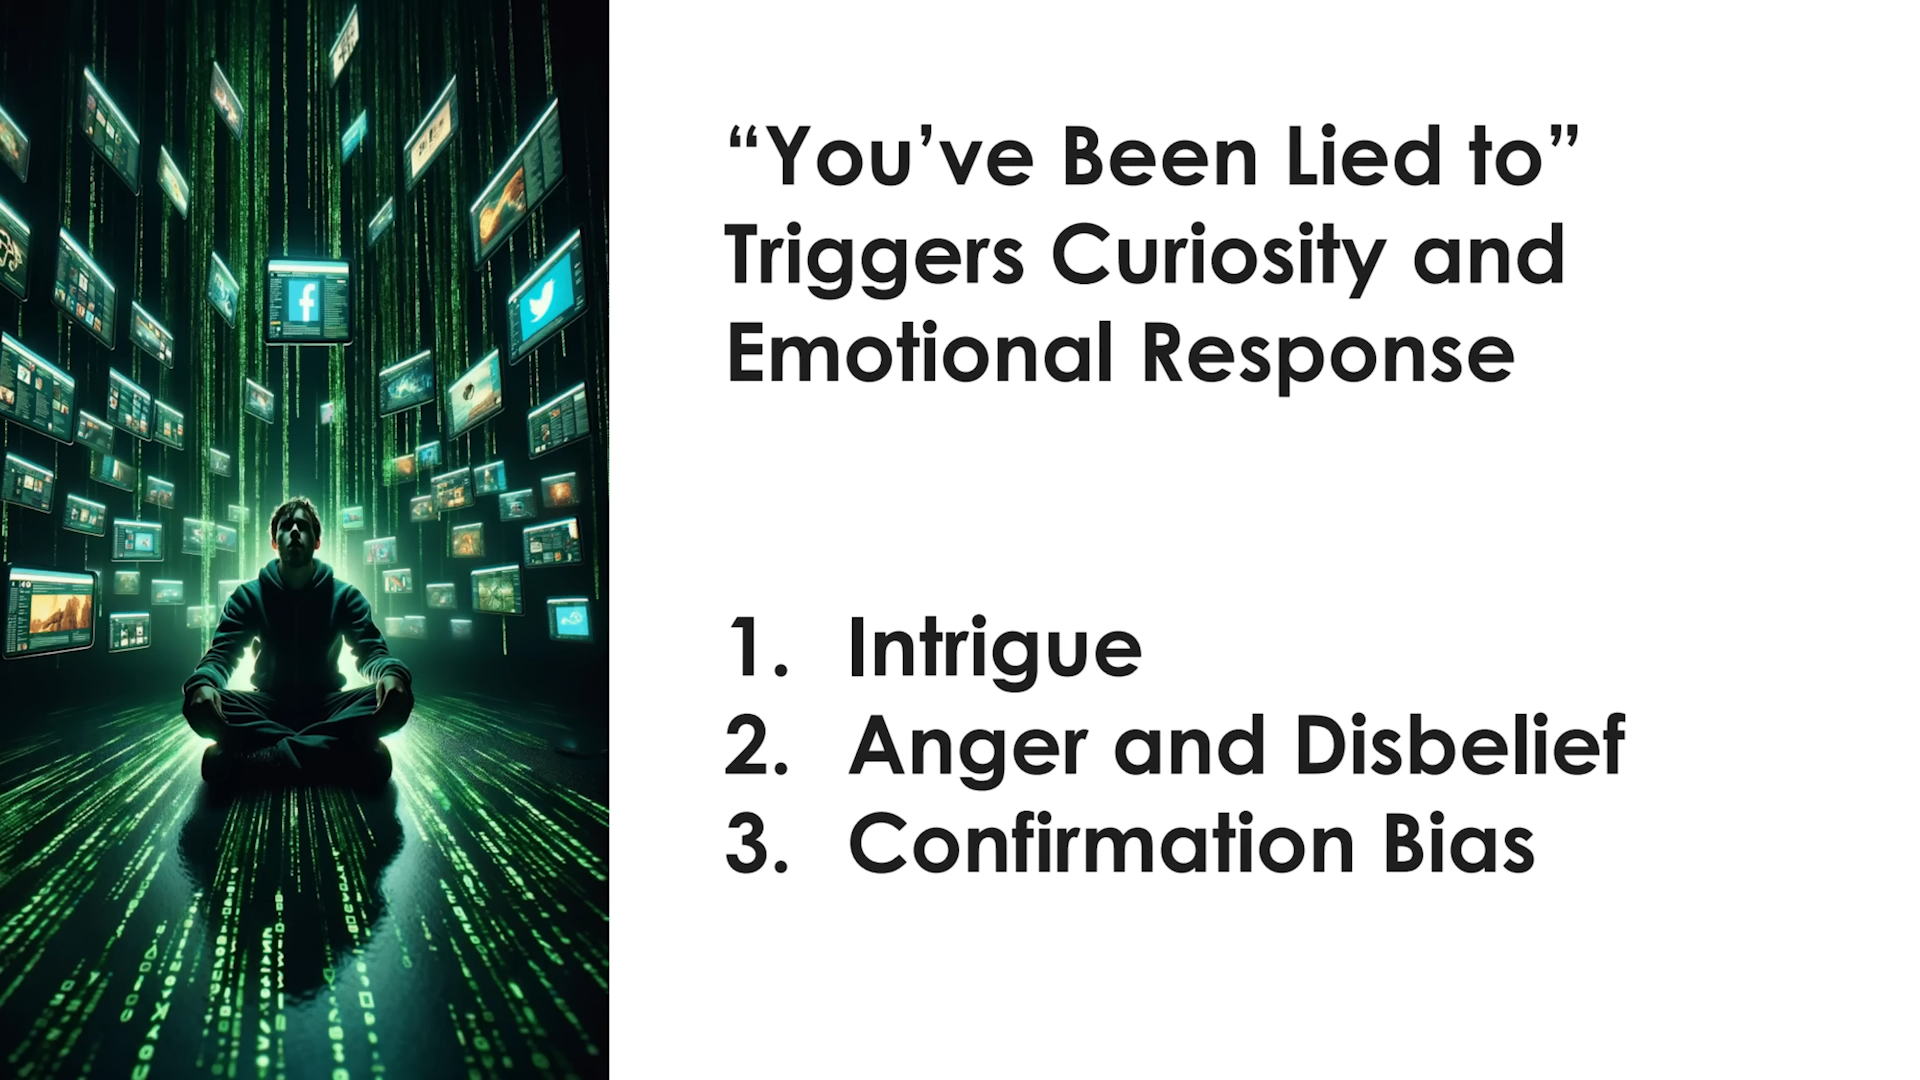 “You’ve Been Lied to”
Triggers Curiosity and
Emotional Response
1. Intrigue
2. Anger and Disbelief
3. Confirmation Bias